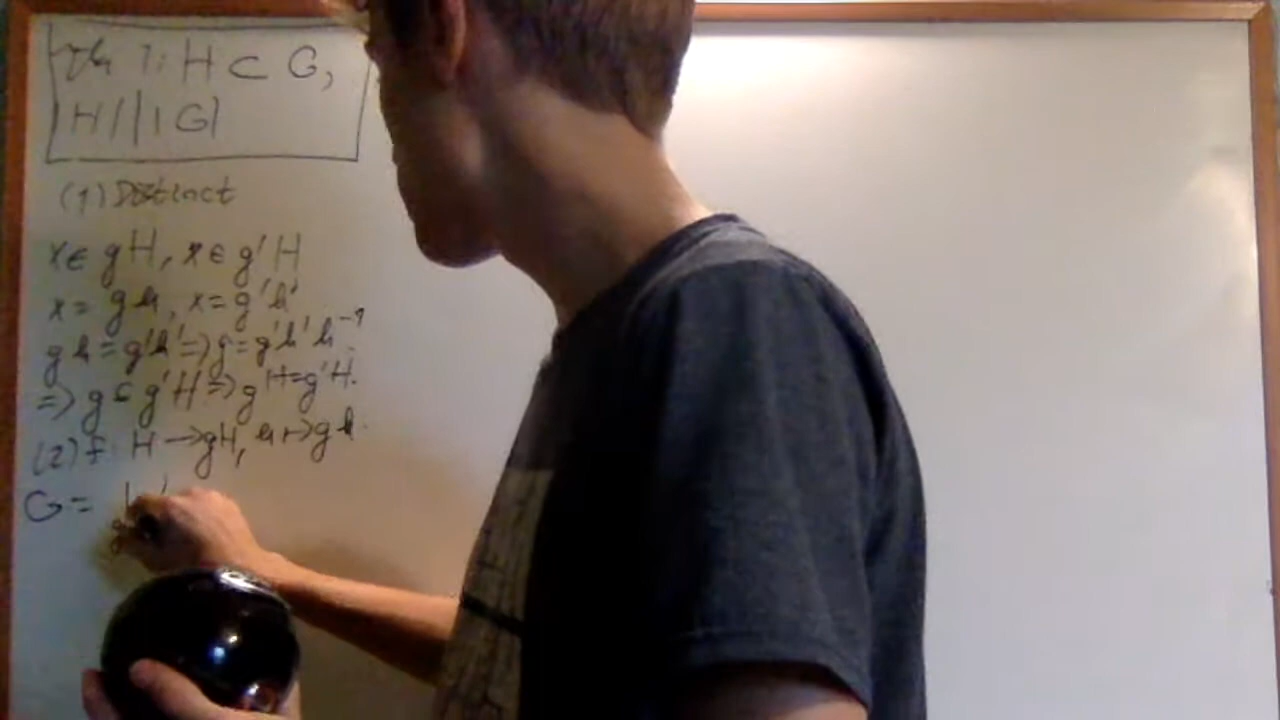 Th 1: H ⊂ G,
|H| | |G|
(1) Distinct
x ∈ gH, x ∈ g'H
x = gh, x = g'h'
gh = g'h' => g = g'h'h⁻¹.
=> g ∈ g'H => gH = g'H.
(2) f: H → gH, h ↦ gh.
G =